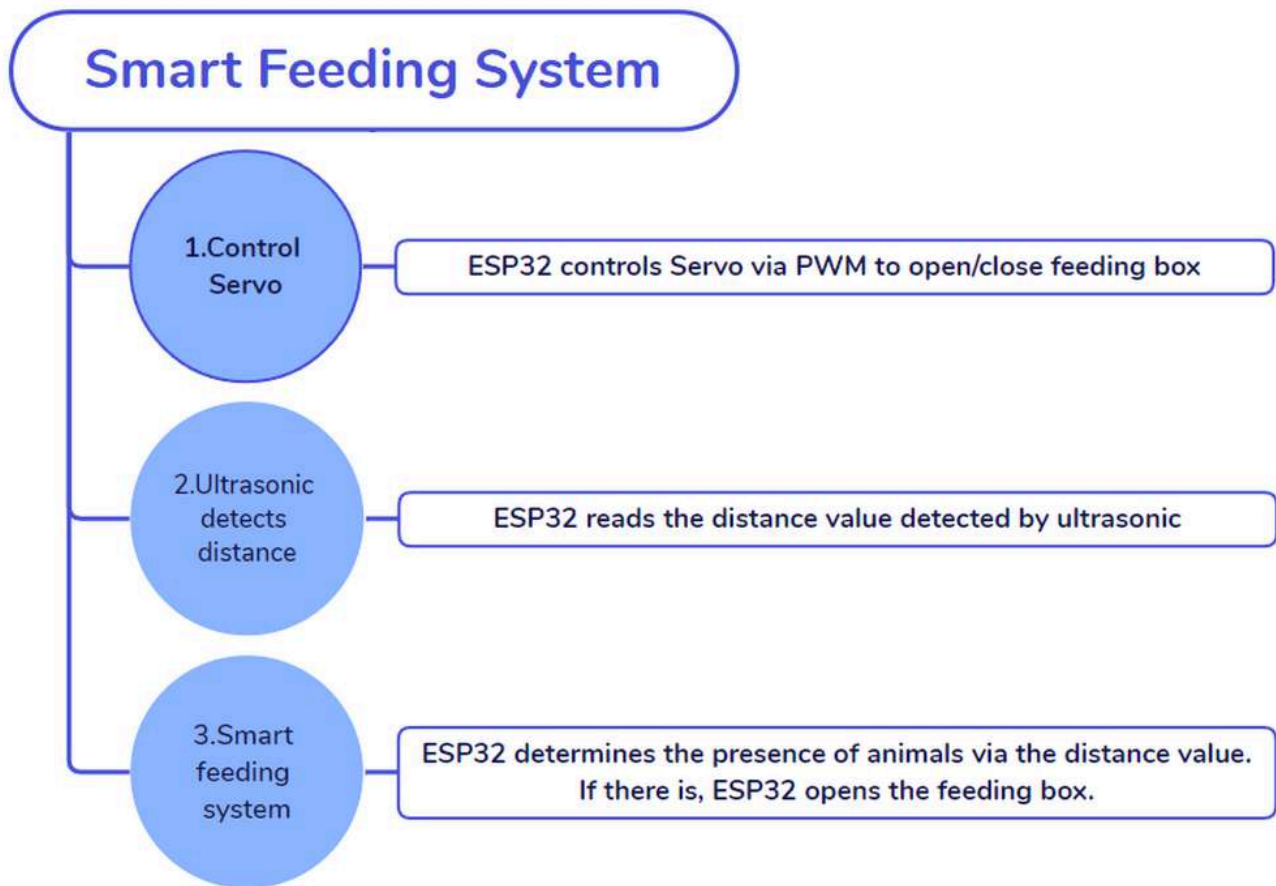 Smart Feeding System
1.Control
Servo
ESP32 controls Servo via PWM to open/close feeding box
2.Ultrasonic
detects
distance
ESP32 reads the distance value detected by ultrasonic
3.Smart
feeding
system
ESP32 determines the presence of animals via the distance value.
If there is, ESP32 opens the feeding box.